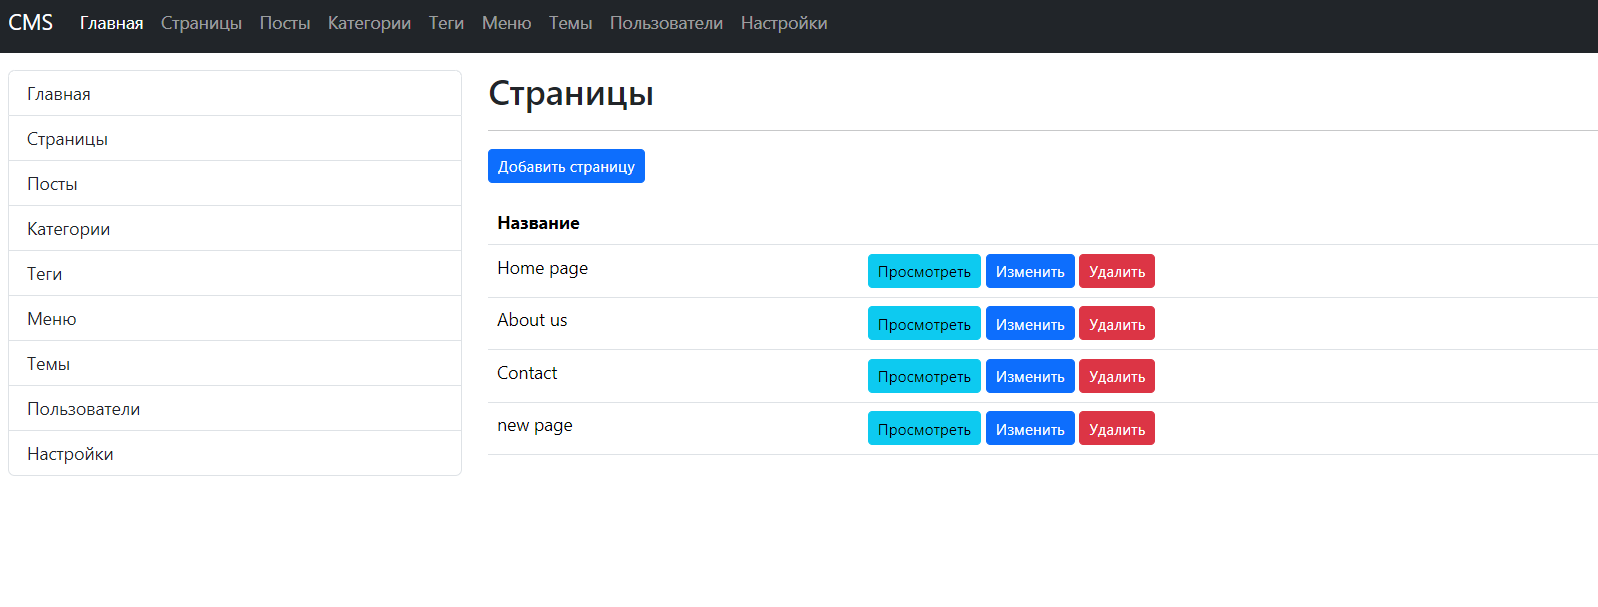 CMS Главная Страницы Посты Категории Теги Меню Темы Пользователи Настройки
Главная
Страницы
Посты
Категории
Теги
Меню
Темы
Пользователи
Настройки
Страницы
Добавить страницу
Название
Home page Просмотреть Изменить Удалить
About us Просмотреть Изменить Удалить
Contact Просмотреть Изменить Удалить
new page Просмотреть Изменить Удалить